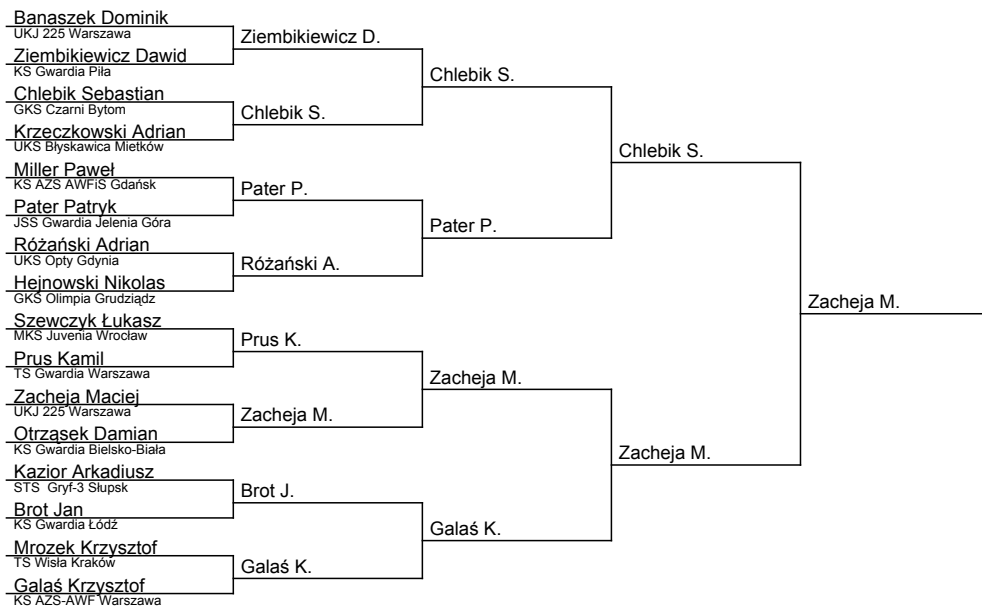 Banaszek Dominik
UKJ 225 Warszawa
Ziembikiewicz Dawid
KS Gwardia Piła
Chlebik Sebastian
GKS Czarni Bytom
Krzeczkowski Adrian
UKS Błyskawica Mietków
Miller Paweł
KS AZS AWFiS Gdańsk
Pater Patryk
JSS Gwardia Jelenia Góra
Różański Adrian
UKS Opty Gdynia
Hejnowski Nikolas
GKS Olimpia Grudziądz
Szewczyk Łukasz
MKS Juvenia Wrocław
Prus Kamil
TS Gwardia Warszawa
Zacheja Maciej
UKJ 225 Warszawa
Otrząsek Damian
KS Gwardia Bielsko-Biała
Kazior Arkadiusz
STS  Gryf-3 Słupsk
Brot Jan
KS Gwardia Łódź
Mrozek Krzysztof
TS Wisła Kraków
Galaś Krzysztof
KS AZS-AWF Warszawa
Ziembikiewicz D.
Chlebik S.
Pater P.
Różański A.
Prus K.
Zacheja M.
Brot J.
Galaś K.
Chlebik S.
Pater P.
Zacheja M.
Galaś K.
Chlebik S.
Zacheja M.
Zacheja M.